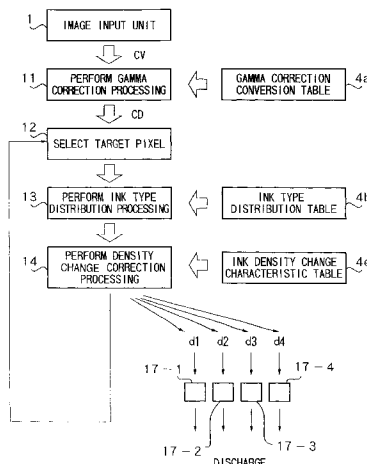 1
IMAGE INPUT UNIT
CV
11
PERFORM GAMMA
CORRECTION PROCESSING
GAMMA CORRECTION
CONVERSION TABLE
4a
CD
12
SELECT TARGET PIXEL
13
PERFORM INK TYPE
DISTRIBUTION PROCESSING
INK TYPE
DISTRIBUTION TABLE
4b
14
PERFORM DENSITY
CHANGE CORRECTION
PROCESSING
INK DENSITY CHANGE
CHARACTERISTIC TABLE
4e
d1 d2 d3 d4
17-1
17-4
17-2
17-3
DISCHARGE